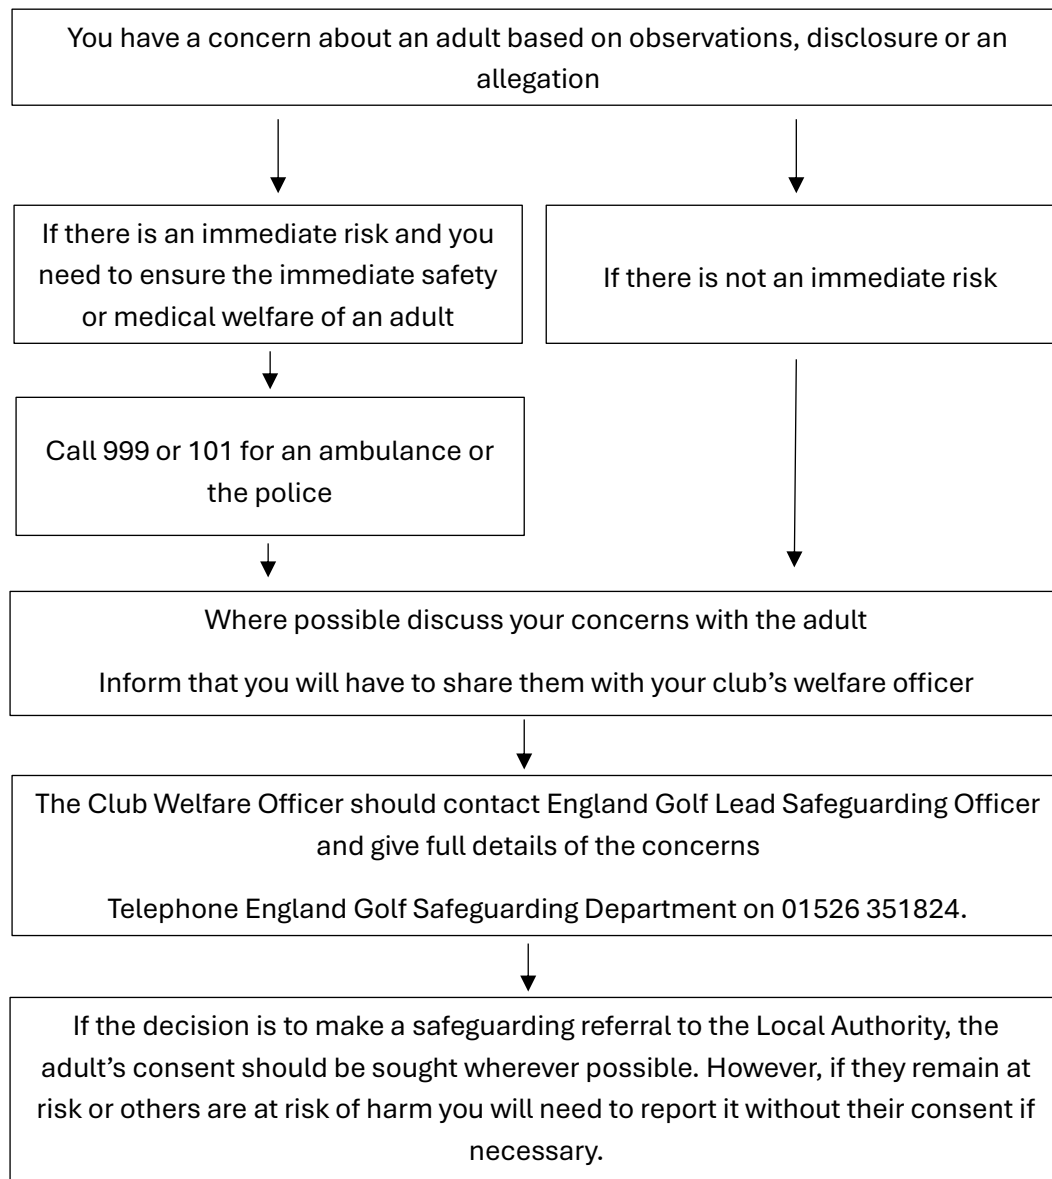 You have a concern about an adult based on observations, disclosure or an
allegation
If there is an immediate risk and you
need to ensure the immediate safety
or medical welfare of an adult
If there is not an immediate risk
Call 999 or 101 for an ambulance or
the police
Where possible discuss your concerns with the adult
Inform that you will have to share them with your club’s welfare officer
The Club Welfare Officer should contact England Golf Lead Safeguarding Officer
and give full details of the concerns
Telephone England Golf Safeguarding Department on 01526 351824.
If the decision is to make a safeguarding referral to the Local Authority, the
adult’s consent should be sought wherever possible. However, if they remain at
risk or others are at risk of harm you will need to report it without their consent if
necessary.